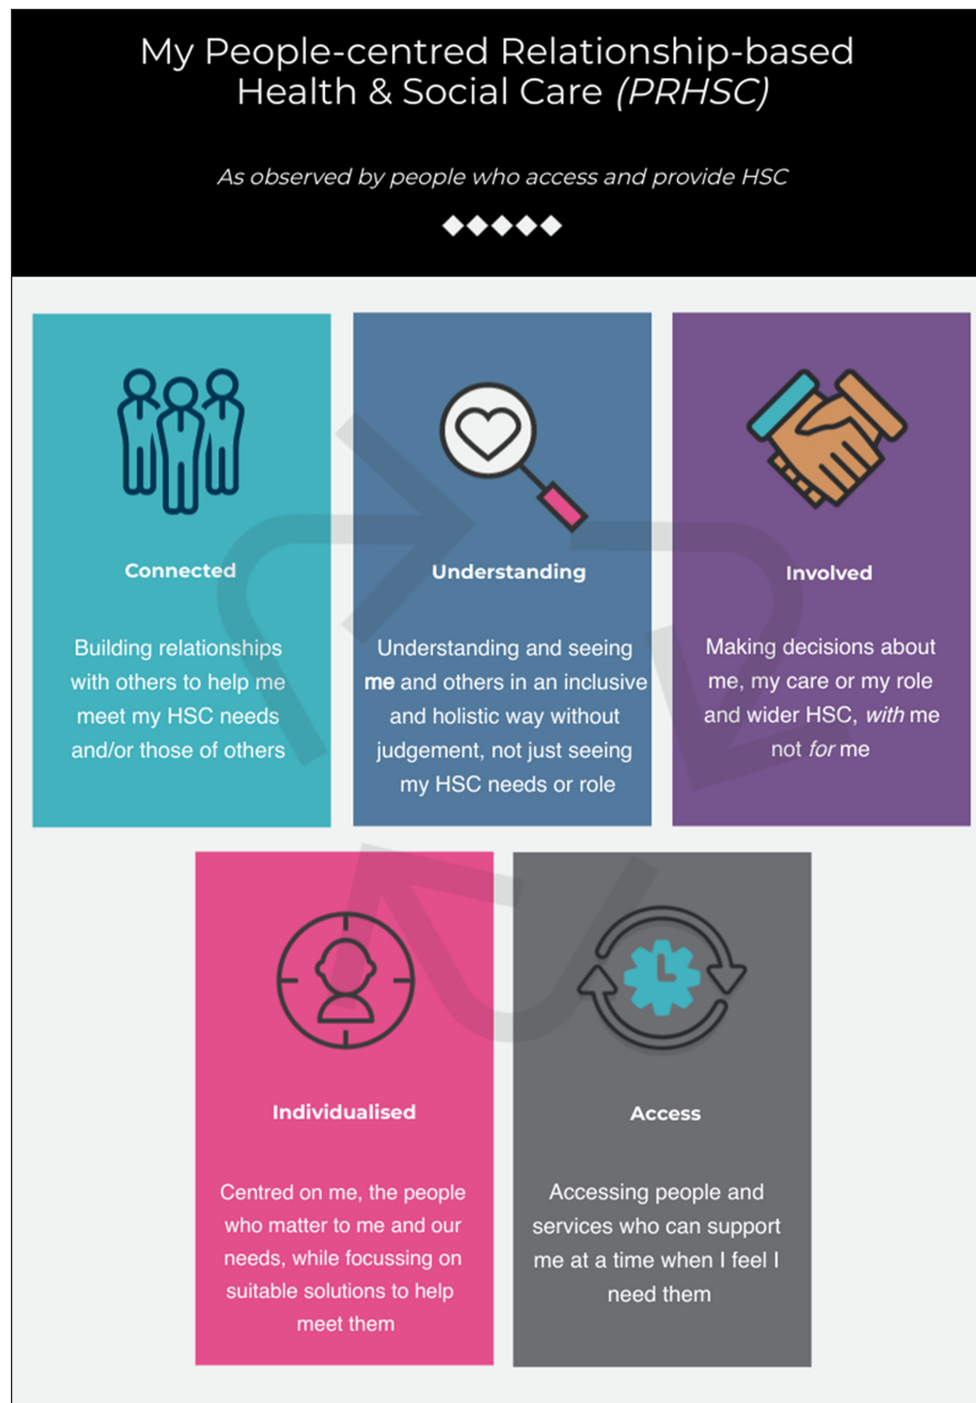 My People-centred Relationship-based
Health & Social Care (PRHSC)
As observed by people who access and provide HSC
Connected
Building relationships
with others to help me
meet my HSC needs
and/or those of others
Understanding
Understanding and seeing
me and others in an inclusive
and holistic way without
judgement, not just seeing
my HSC needs or role
Involved
Making decisions about
me, my care or my role
and wider HSC, with me
not for me
Individualised
Centred on me, the people
who matter to me and our
needs, while focussing on
suitable solutions to help
meet them
Access
Accessing people and
services who can support
me at a time when I feel I
need them